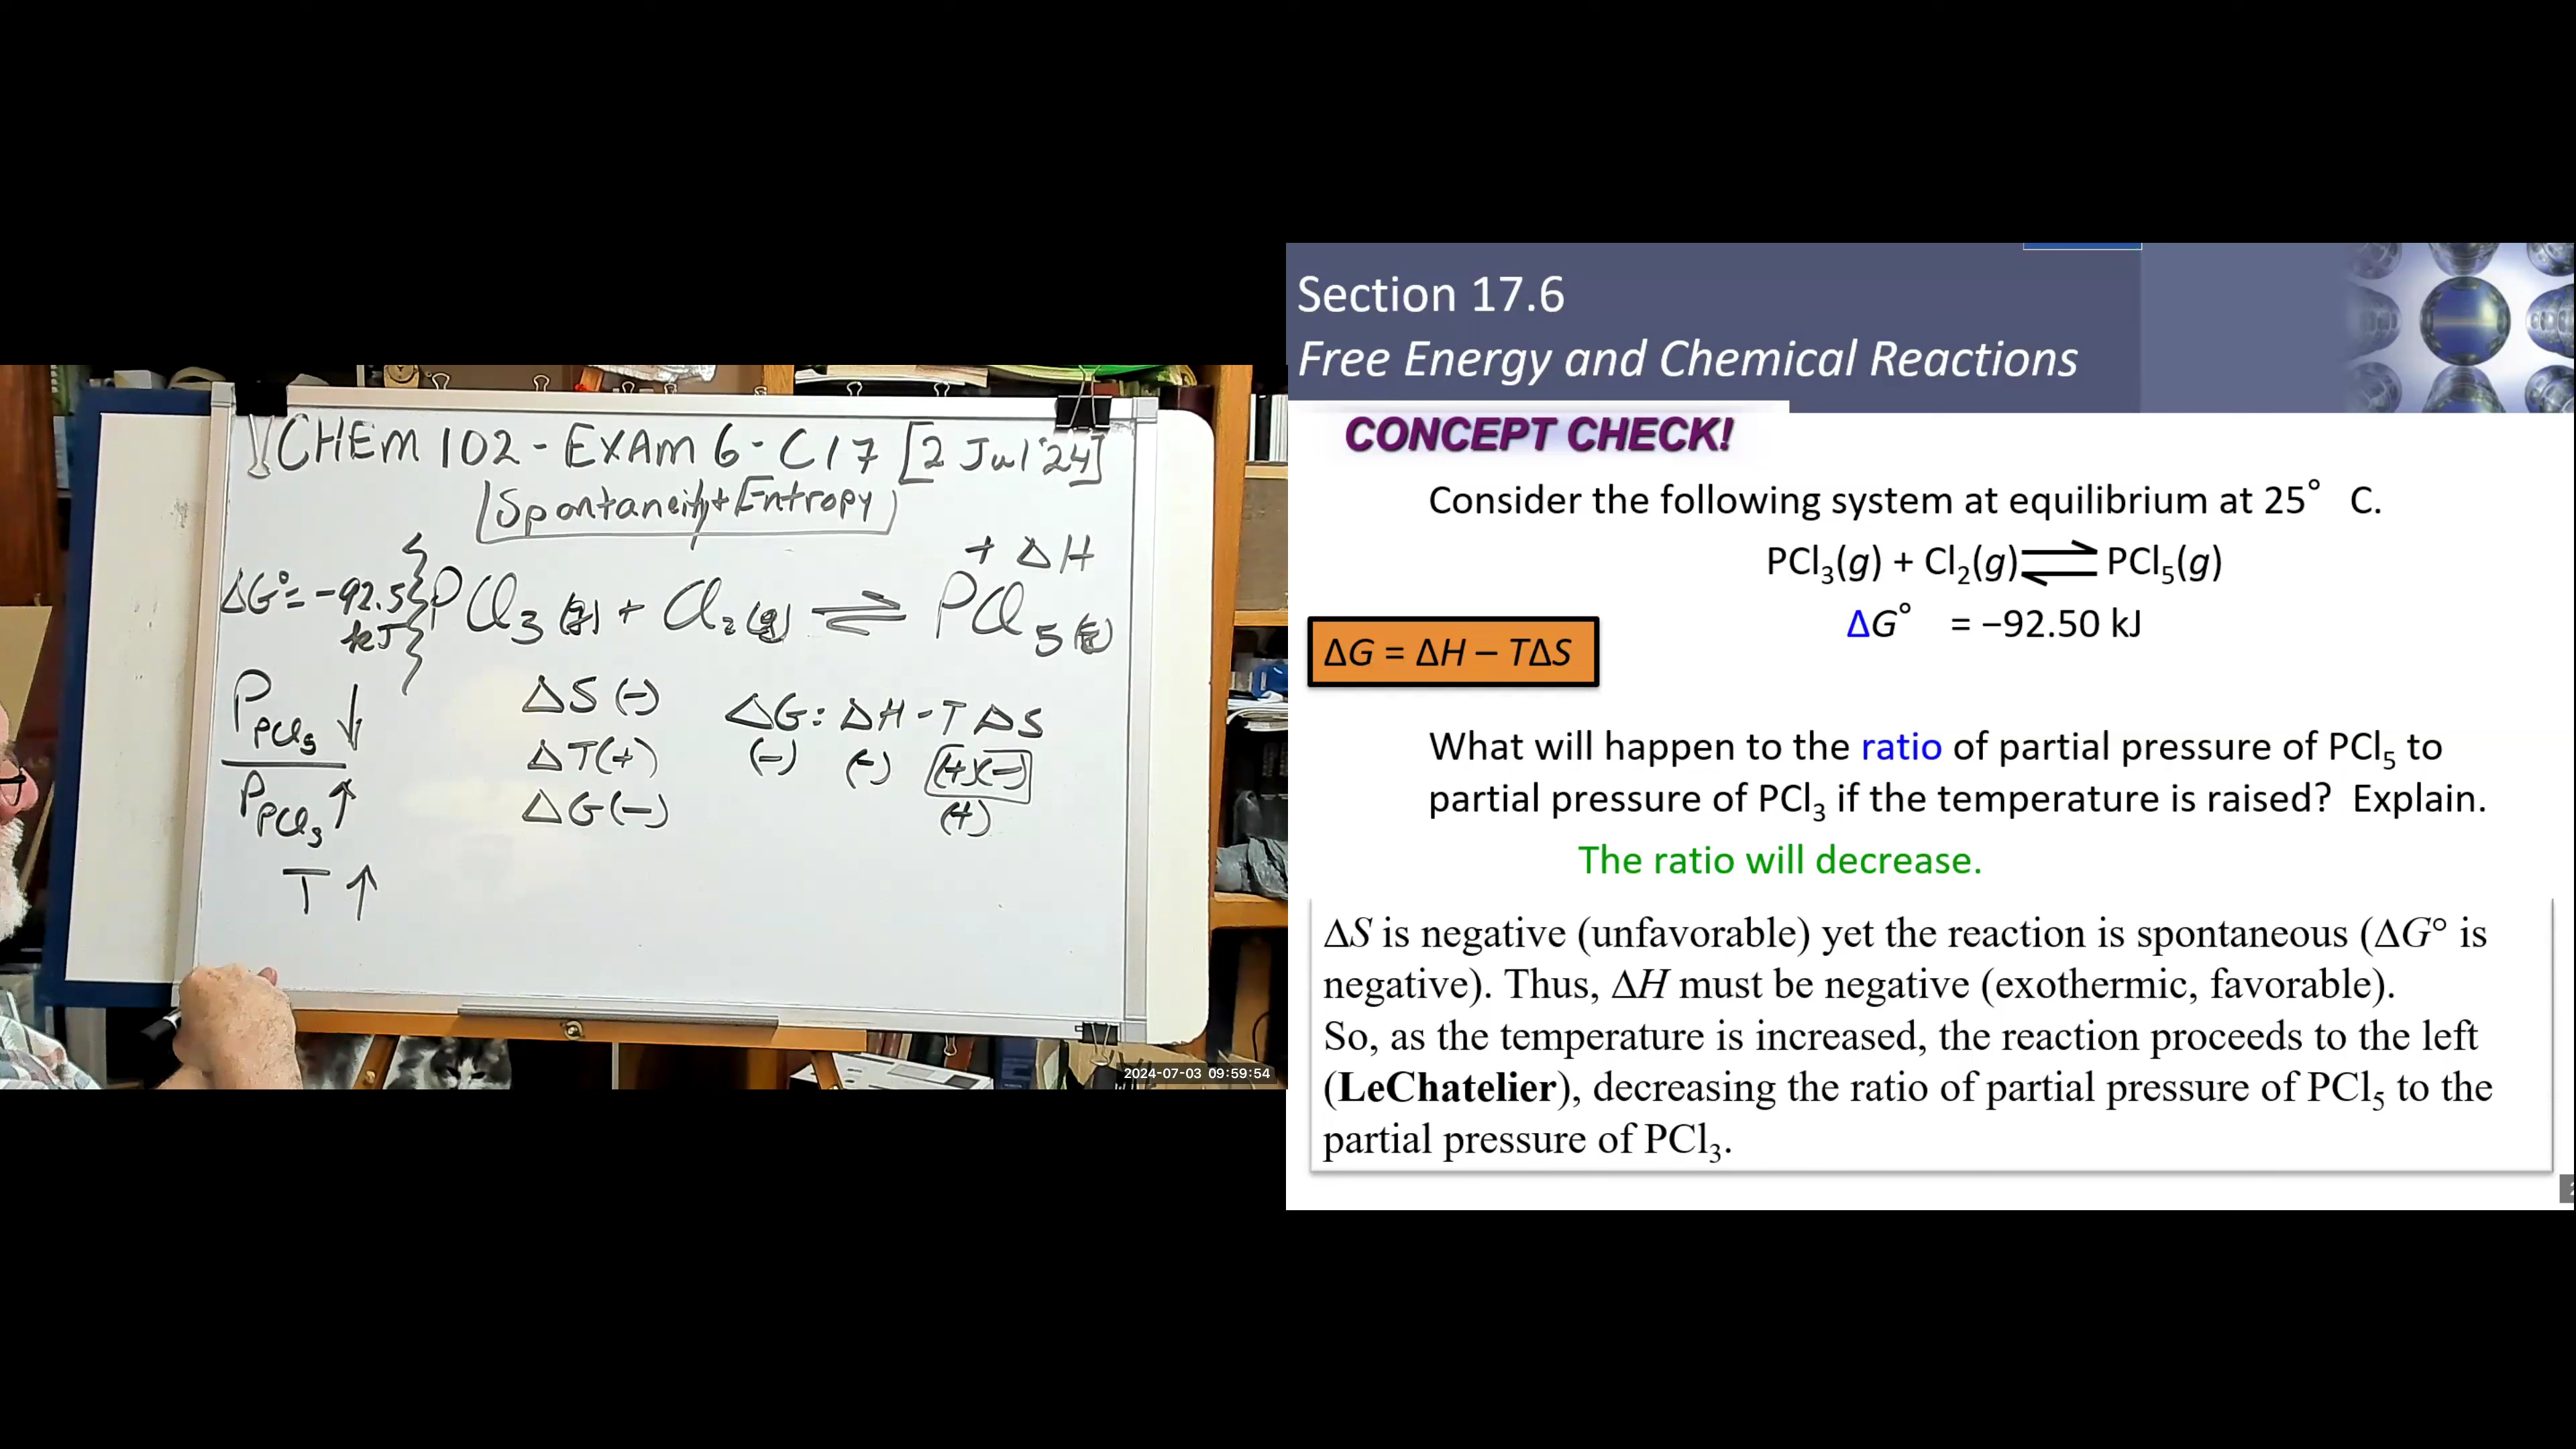 CHEM 102 - EXAM 6 - C17 [2 Jul '24]
Spontaneity + Entropy
+ ΔH
ΔG° = -92.5 kJ
PCl₃(g) + Cl₂(g) ⇌ PCl₅(g)
P_PCl₅ ↓
P_PCl₃ ↑
T ↑
ΔS (-)
ΔT (+)
ΔG (-)
ΔG = ΔH - T ΔS
(-) (-) (+)(-)
(+)
2024-07-03 09:59:54
Section 17.6
Free Energy and Chemical Reactions
CONCEPT CHECK!
Consider the following system at equilibrium at 25° C.
PCl₃(g) + Cl₂(g) ⇌ PCl₅(g)
ΔG° = −92.50 kJ
ΔG = ΔH – TΔS
What will happen to the ratio of partial pressure of PCl₅ to
partial pressure of PCl₃ if the temperature is raised? Explain.
The ratio will decrease.
ΔS is negative (unfavorable) yet the reaction is spontaneous (ΔG° is
negative). Thus, ΔH must be negative (exothermic, favorable).
So, as the temperature is increased, the reaction proceeds to the left
(LeChatelier), decreasing the ratio of partial pressure of PCl₅ to the
partial pressure of PCl₃.